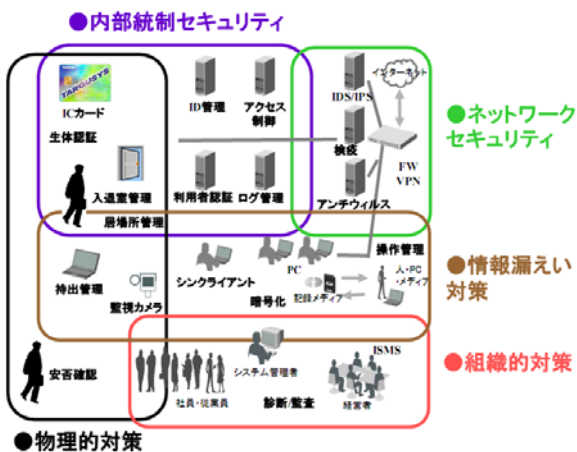 ●内部統制セキュリティ
TARGUSYS
ICカード
生体認証
ID管理
アクセス
制御
IDS/IPS
インターネット
●ネットワーク
セキュリティ
検疫
FW
VPN
入退室管理
利用者認証
ログ管理
アンチウィルス
居場所管理
操作管理
シンクライアント
PC
人・PC
・メディア
●情報漏えい
対策
持出管理
監視カメラ
暗号化
記録メディア
ISMS
システム管理者
●組織的対策
安否確認
社員・従業員
診断/監査
経営者
●物理的対策